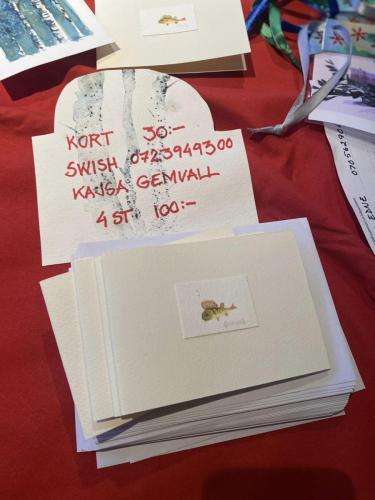 KORT 30:-
SWISH 0723949300
KAJSA GEMVALL
4 ST 100:-